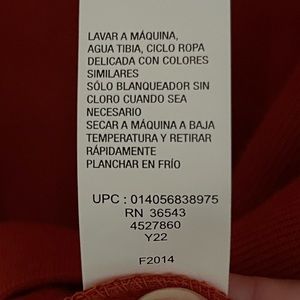 LAVAR A MÁQUINA,
AGUA TIBIA, CICLO ROPA
DELICADA CON COLORES
SIMILARES
SÓLO BLANQUEADOR SIN
CLORO CUANDO SEA
NECESARIO
SECAR A MÁQUINA A BAJA
TEMPERATURA Y RETIRAR
RÁPIDAMENTE
PLANCHAR EN FRÍO
UPC : 014056838975
RN 36543
4527860
Y22
F2014